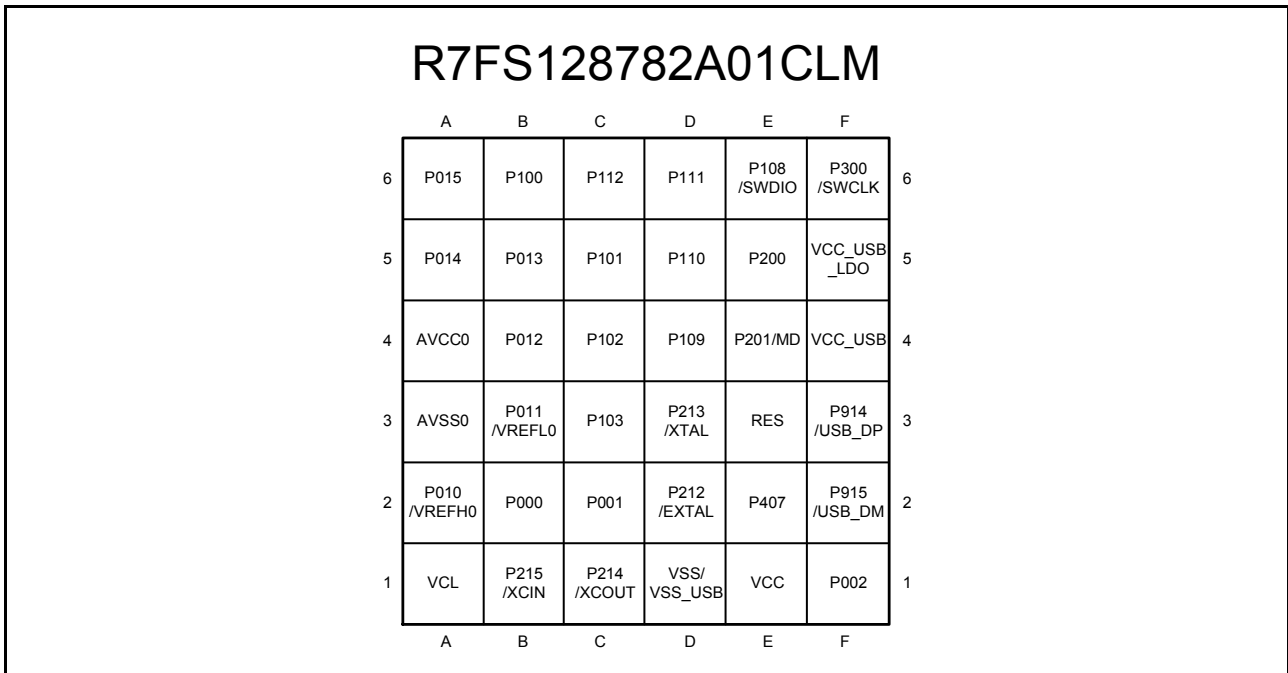 R7FS128782A01CLM
A B C D E F
6 P015 P100 P112 P111 P108 P300 6
/SWDIO /SWCLK
5 P014 P013 P101 P110 P200 VCC_USB 5
_LDO
4 AVCC0 P012 P102 P109 P201/MD VCC_USB 4
3 AVSS0 P011 P103 P213 RES P914 3
/VREFL0 /XTAL /USB_DP
2 P010 P000 P001 P212 P407 P915 2
/VREFH0 /EXTAL /USB_DM
1 VCL P215 P214 VSS/ VCC P002 1
/XCIN /XCOUT VSS_USB
A B C D E F